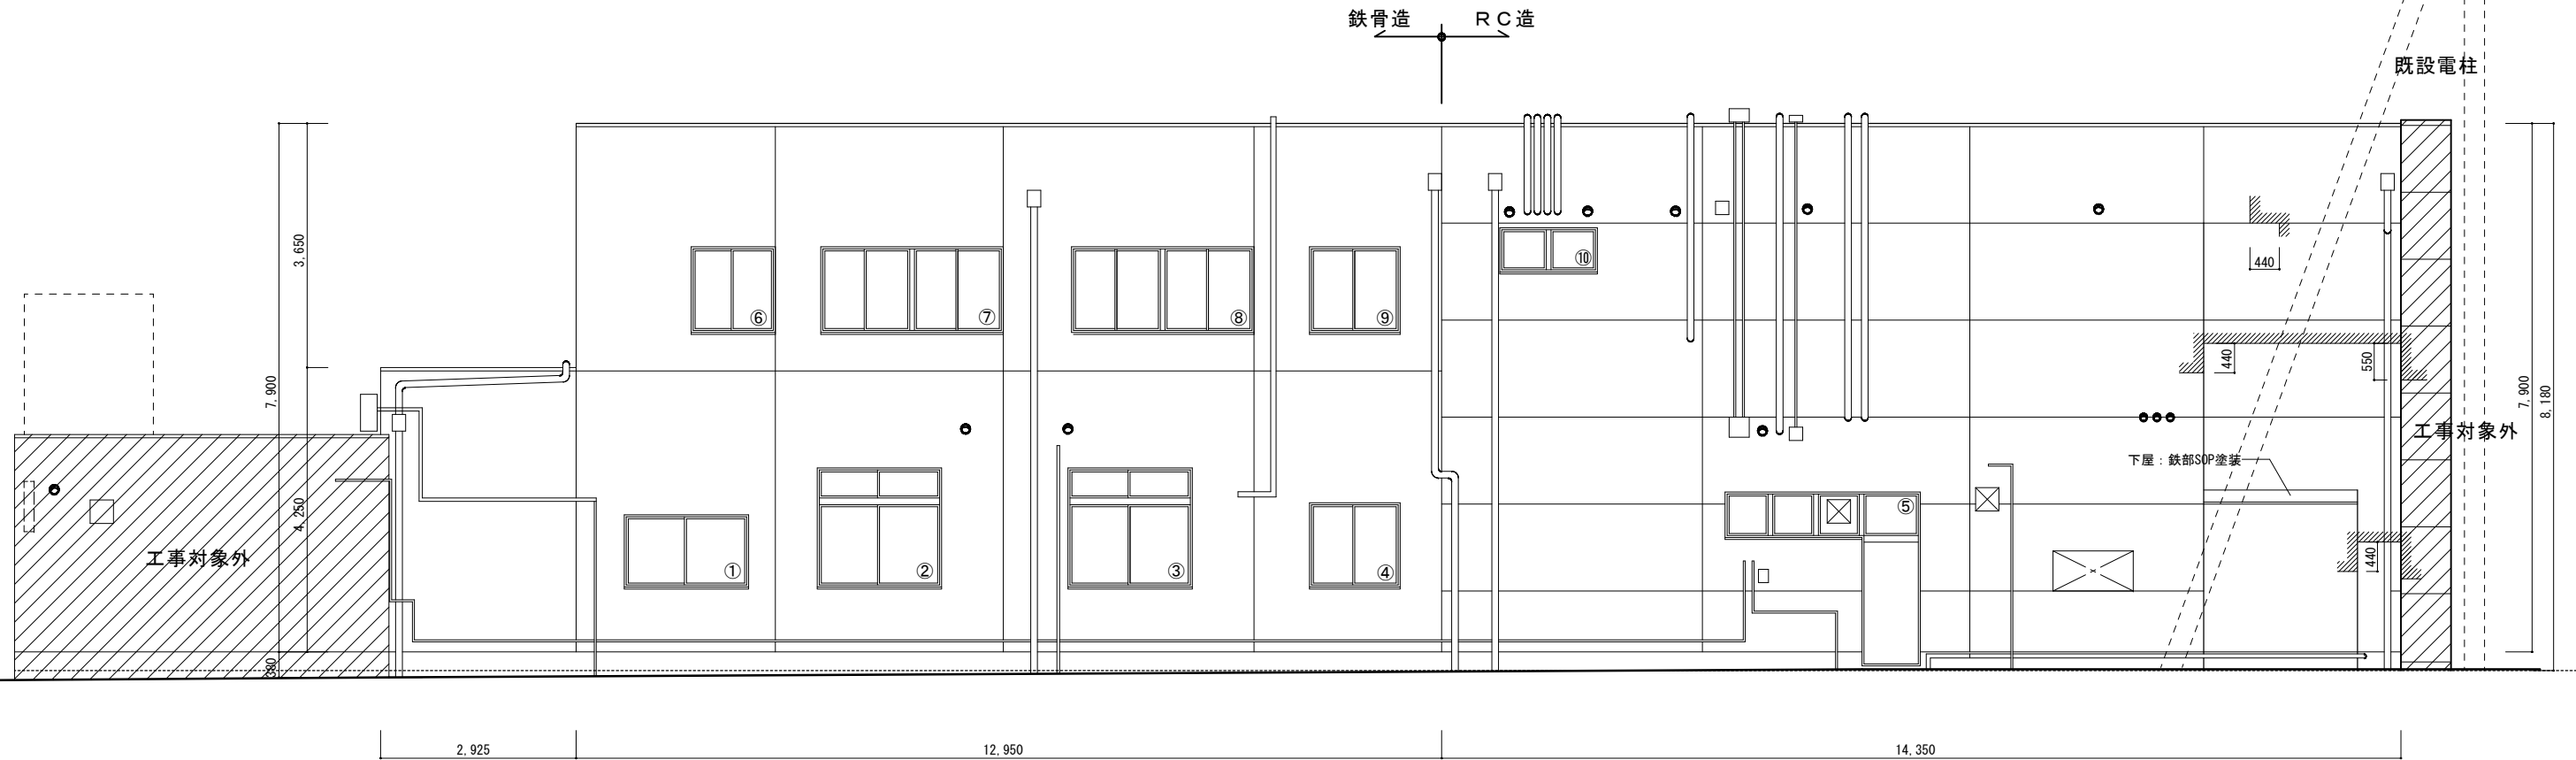 鉄骨造 RC造
既設電柱
3,650
7,900
4,250
380
⑥ ⑦ ⑧ ⑨ ⑩
440
440
550
7,900
8,180
工事対象外
下屋：鉄部SOP塗装
① ② ③ ④ ⑤
440
工事対象外
2,925 12,950 14,350